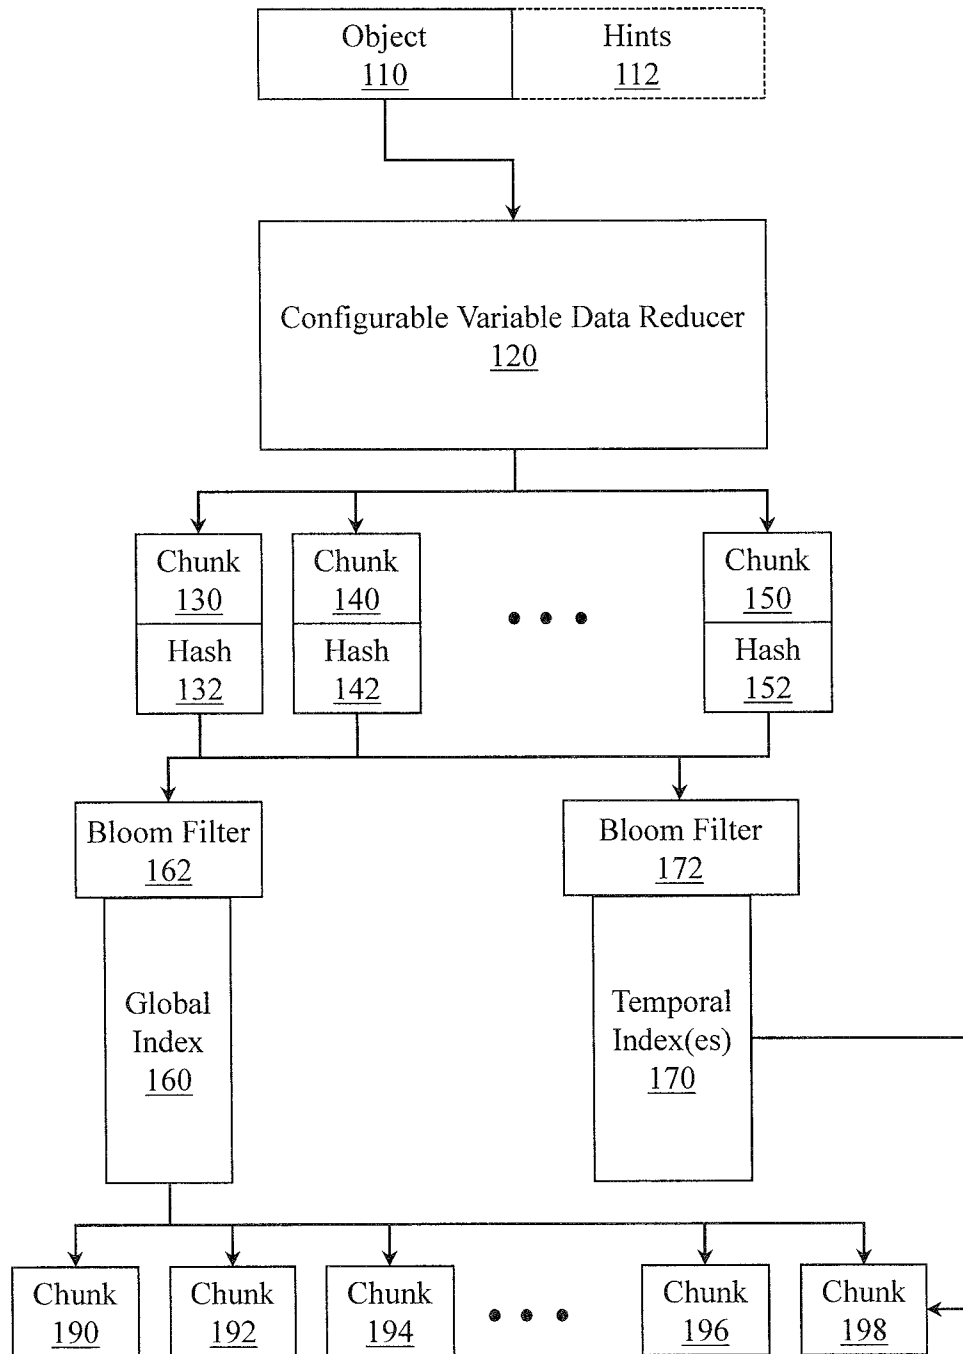 Object
110
Hints
112
Configurable Variable Data Reducer
120
Chunk
130
Hash
132
Chunk
140
Hash
142
Chunk
150
Hash
152
Bloom Filter
162
Bloom Filter
172
Global
Index
160
Temporal
Index(es)
170
Chunk
190
Chunk
192
Chunk
194
Chunk
196
Chunk
198